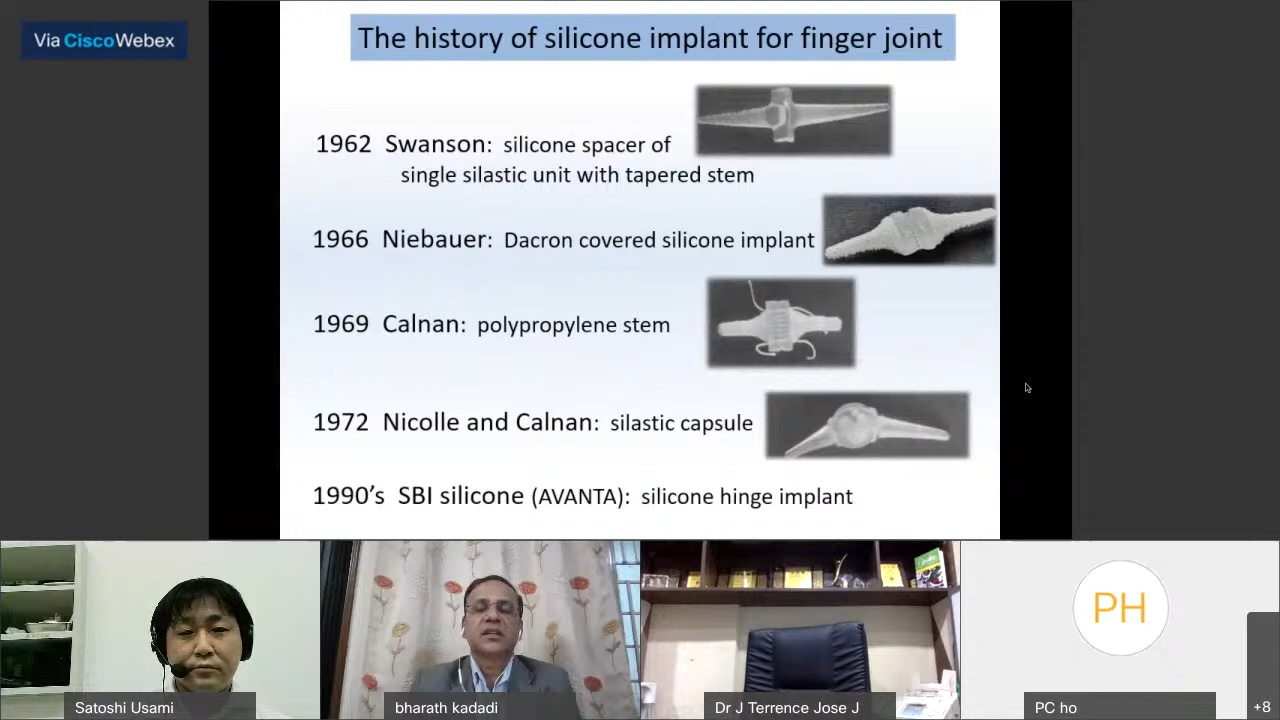 Via Cisco Webex
The history of silicone implant for finger joint
1962 Swanson: silicone spacer of
single silastic unit with tapered stem
1966 Niebauer: Dacron covered silicone implant
1969 Calnan: polypropylene stem
1972 Nicolle and Calnan: silastic capsule
1990’s SBI silicone (AVANTA): silicone hinge implant
PH
Satoshi Usami
bharath kadadi
Dr J Terrence Jose J
PC ho
+8